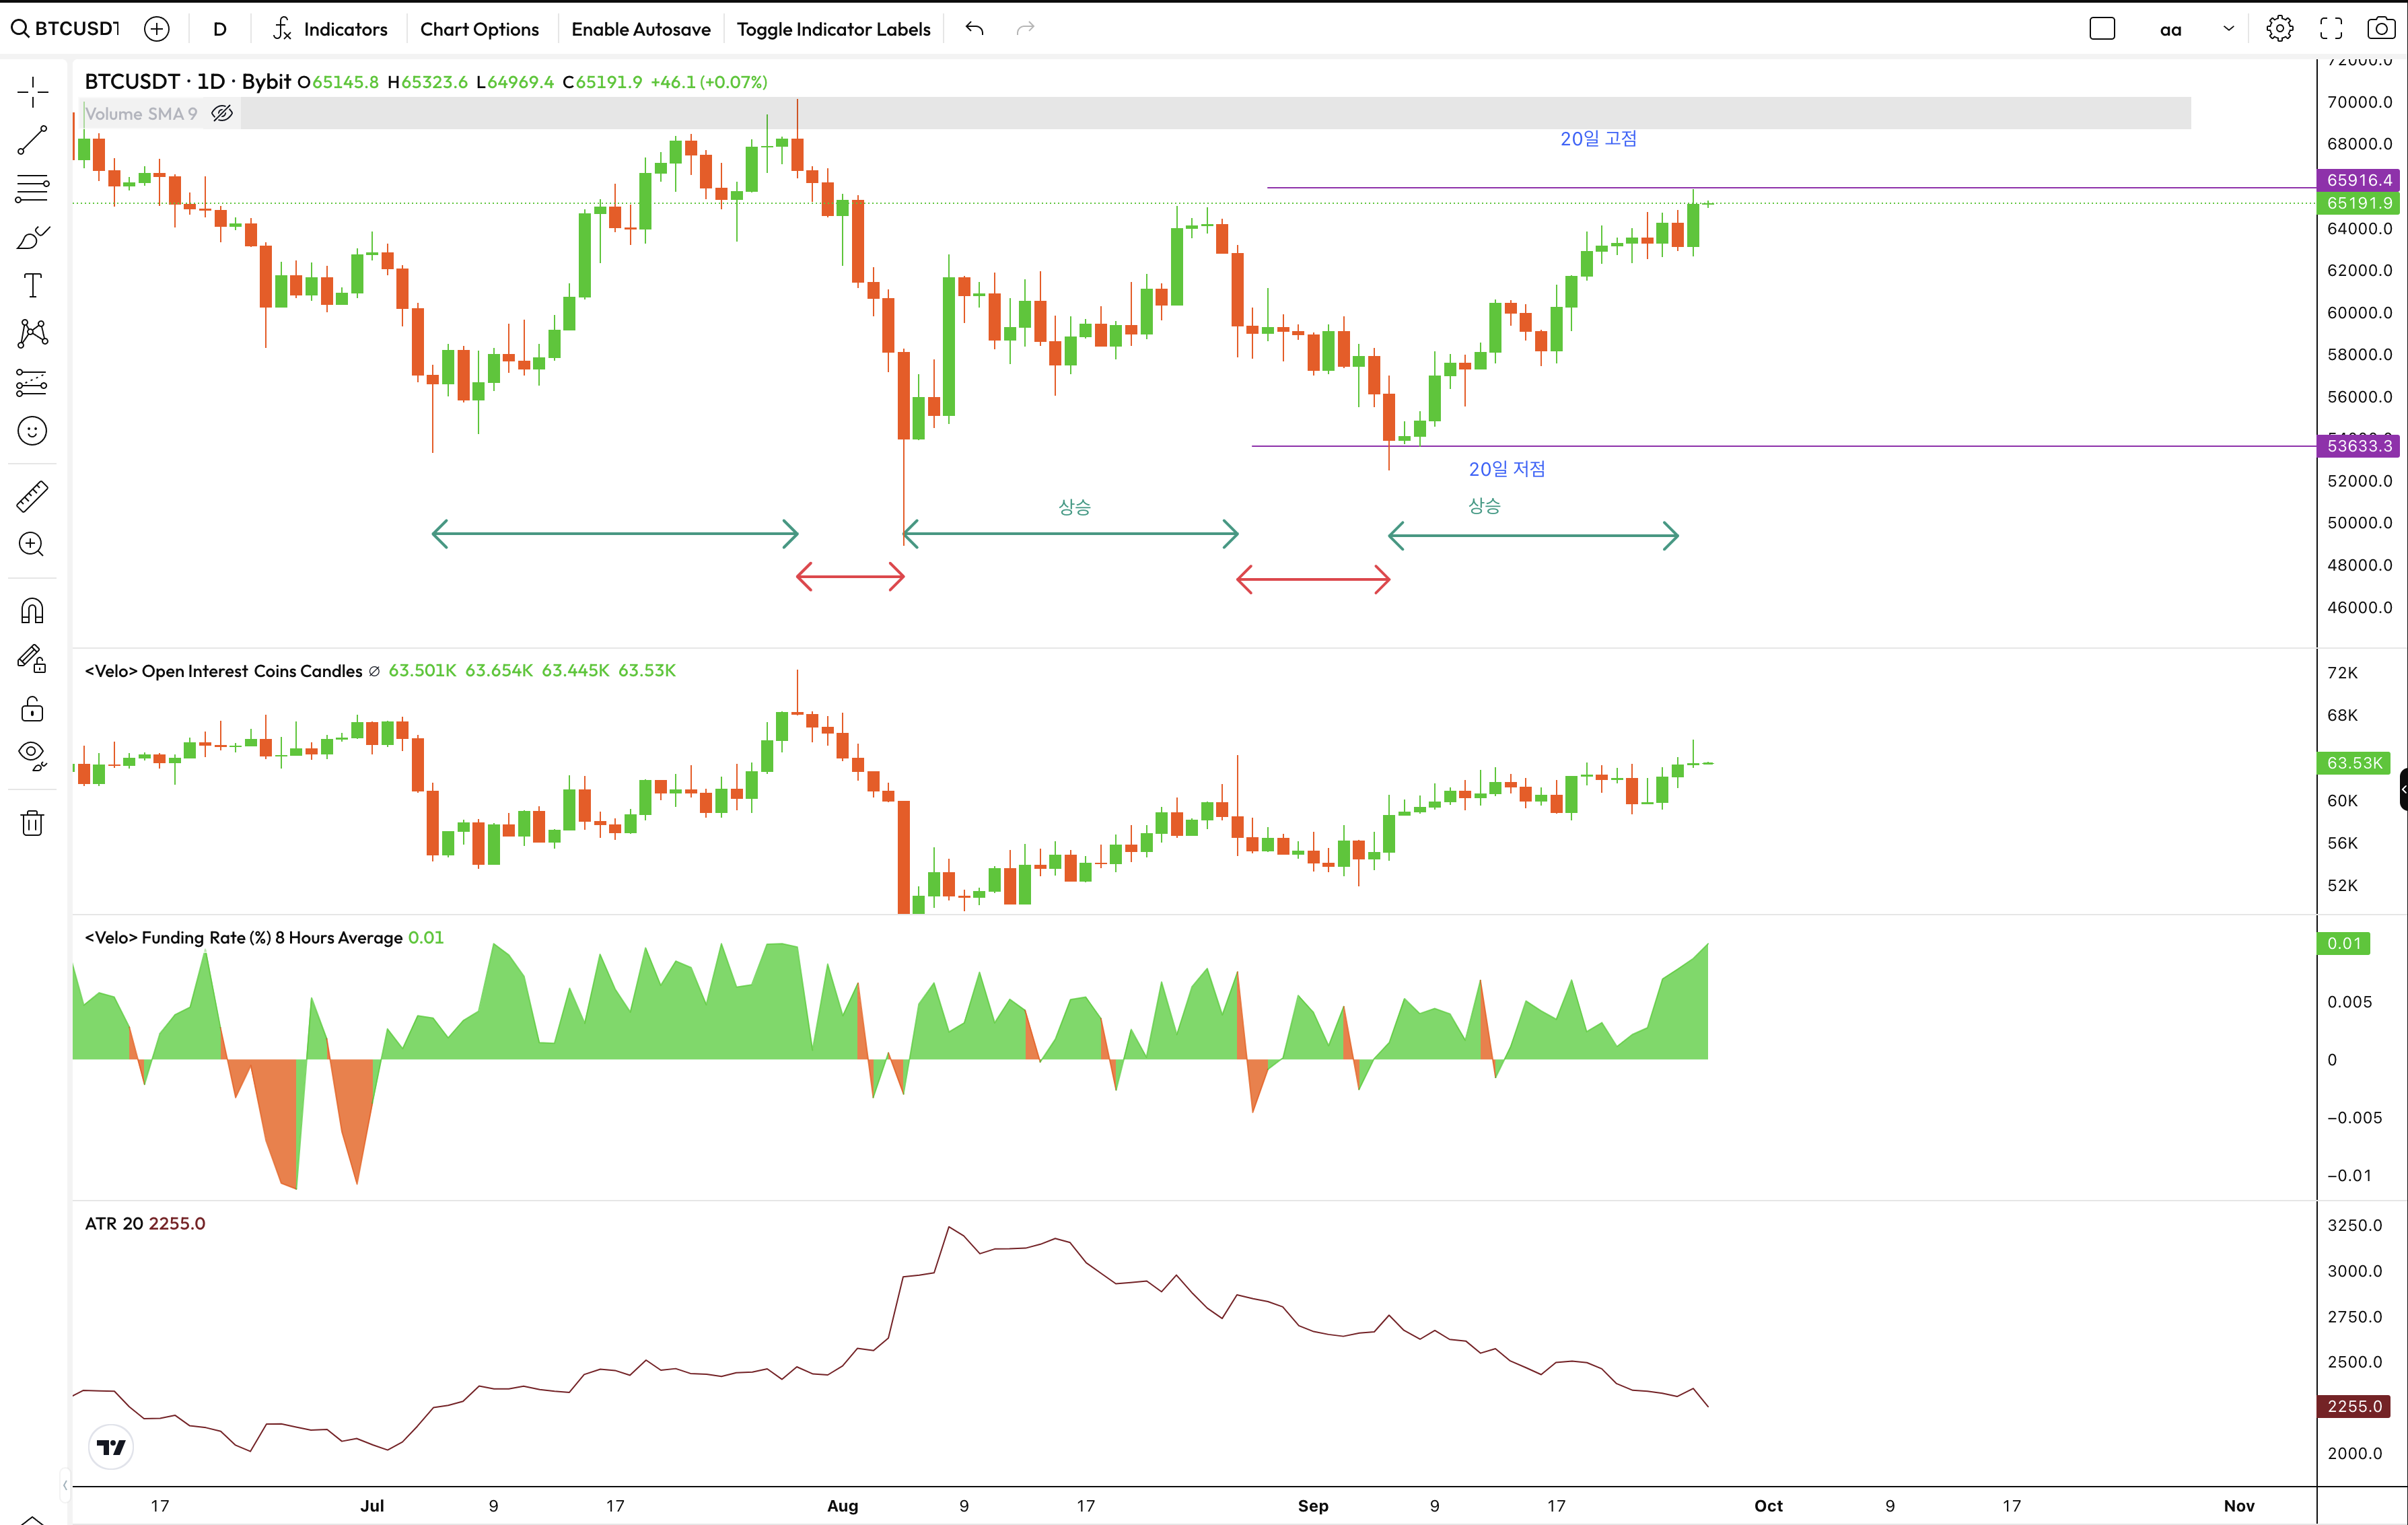 BTCUSDT
D
Indicators
Chart Options
Enable Autosave
Toggle Indicator Labels
aa
BTCUSDT · 1D · Bybit O65145.8 H65323.6 L64969.4 C65191.9 +46.1 (+0.07%)
Volume SMA 9
72000.0
70000.0
20일 고점
68000.0
65916.4
65191.9
64000.0
62000.0
60000.0
58000.0
56000.0
53633.3
20일 저점
52000.0
상승
상승
50000.0
48000.0
46000.0
<Velo> Open Interest Coins Candles ∅ 63.501K 63.654K 63.445K 63.53K
72K
68K
63.53K
60K
56K
52K
<Velo> Funding Rate (%) 8 Hours Average 0.01
0.01
0.005
0
−0.005
−0.01
ATR 20 2255.0
3250.0
3000.0
2750.0
2500.0
2255.0
2000.0
17 Jul 9 17 Aug 9 17 Sep 9 17 Oct 9 17 Nov